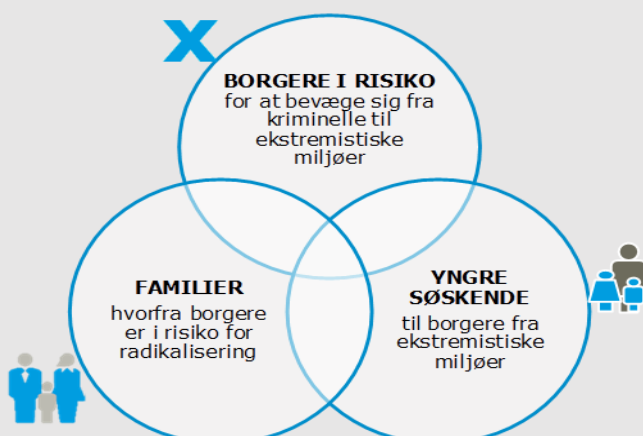 BORGERE I RISIKO
for at bevæge sig fra
kriminelle til
ekstremistiske
miljøer
FAMILIER
hvorfra borgere
er i risiko for
radikalisering
YNGRE
SØSKENDE
til borgere fra
ekstremistiske
miljøer